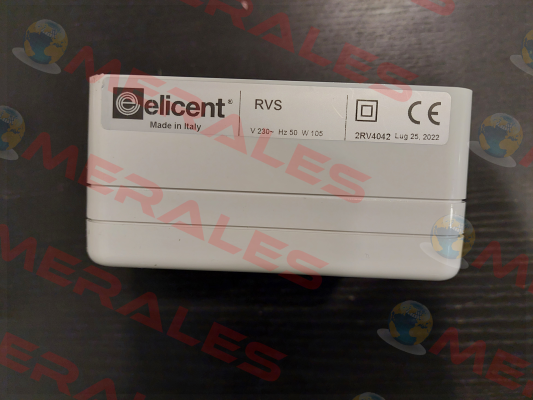 elicent®
Made in Italy
RVS
V 230~ Hz 50 W 105
CE
2RV4042 Lug 25, 2022
MERALES
MERALES
MERALES
MERALES